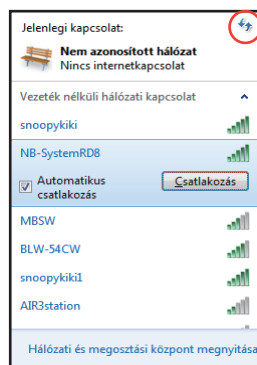 Jelenlegi kapcsolat:
Nem azonosított hálózat
Nincs internetkapcsolat
Vezeték nélküli hálózati kapcsolat
snoopykiki
NB-SystemRD8
Automatikus
csatlakozás
Csatlakozás
MBSW
BLW-54CW
snoopykiki1
AIR3station
Hálózati és megosztási központ megnyitása